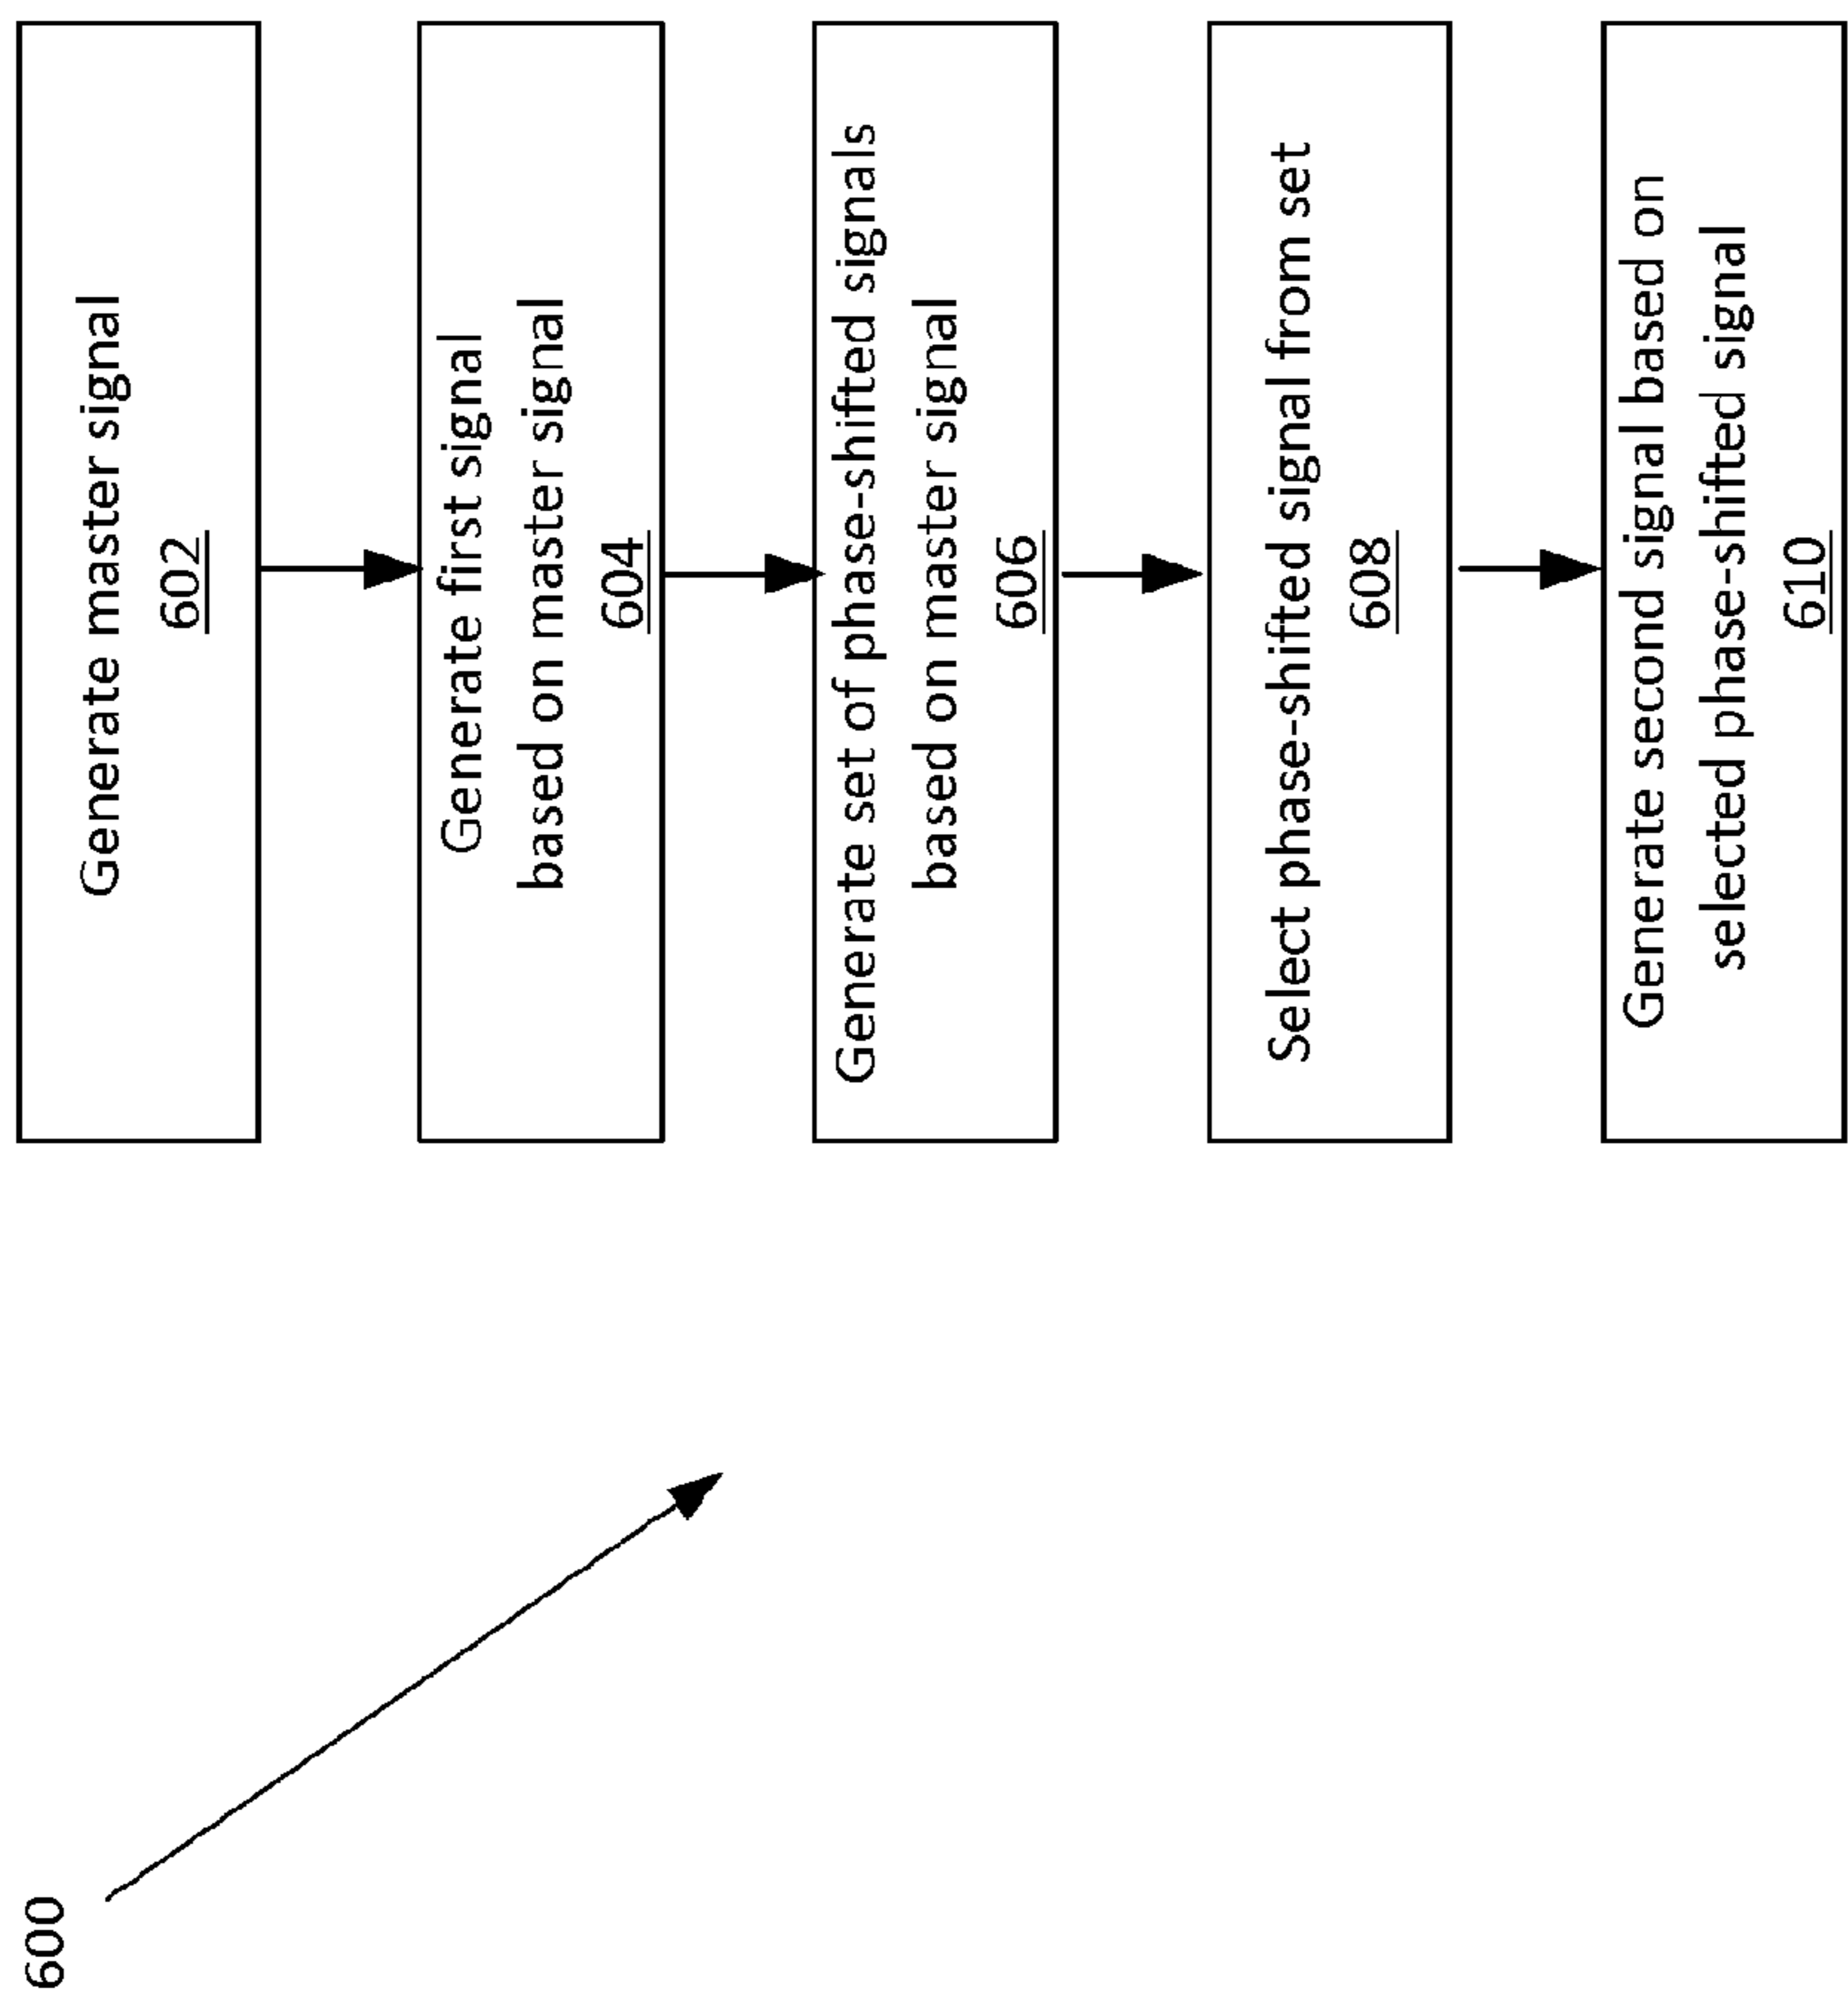 600
Generate master signal
602
Generate first signal
based on master signal
604
Generate set of phase-shifted signals
based on master signal
606
Select phase-shifted signal from set
608
Generate second signal based on
selected phase-shifted signal
610